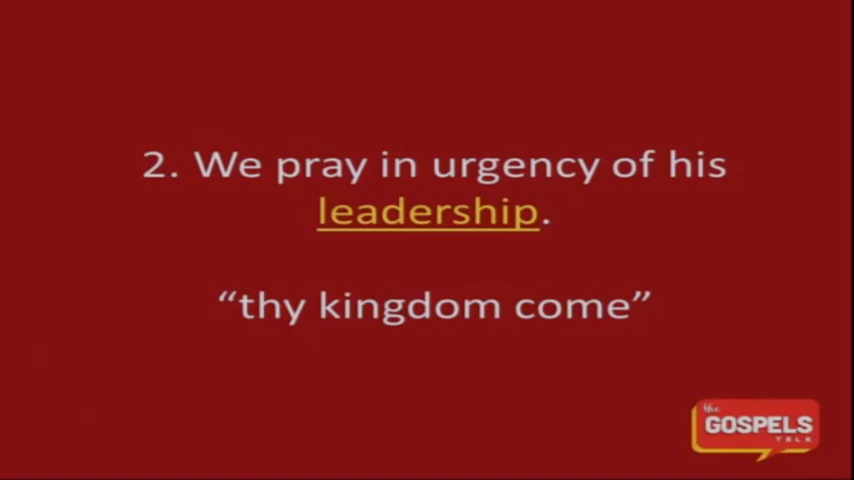 2. We pray in urgency of his
leadership.
“thy kingdom come”
the
GOSPELS
TALK